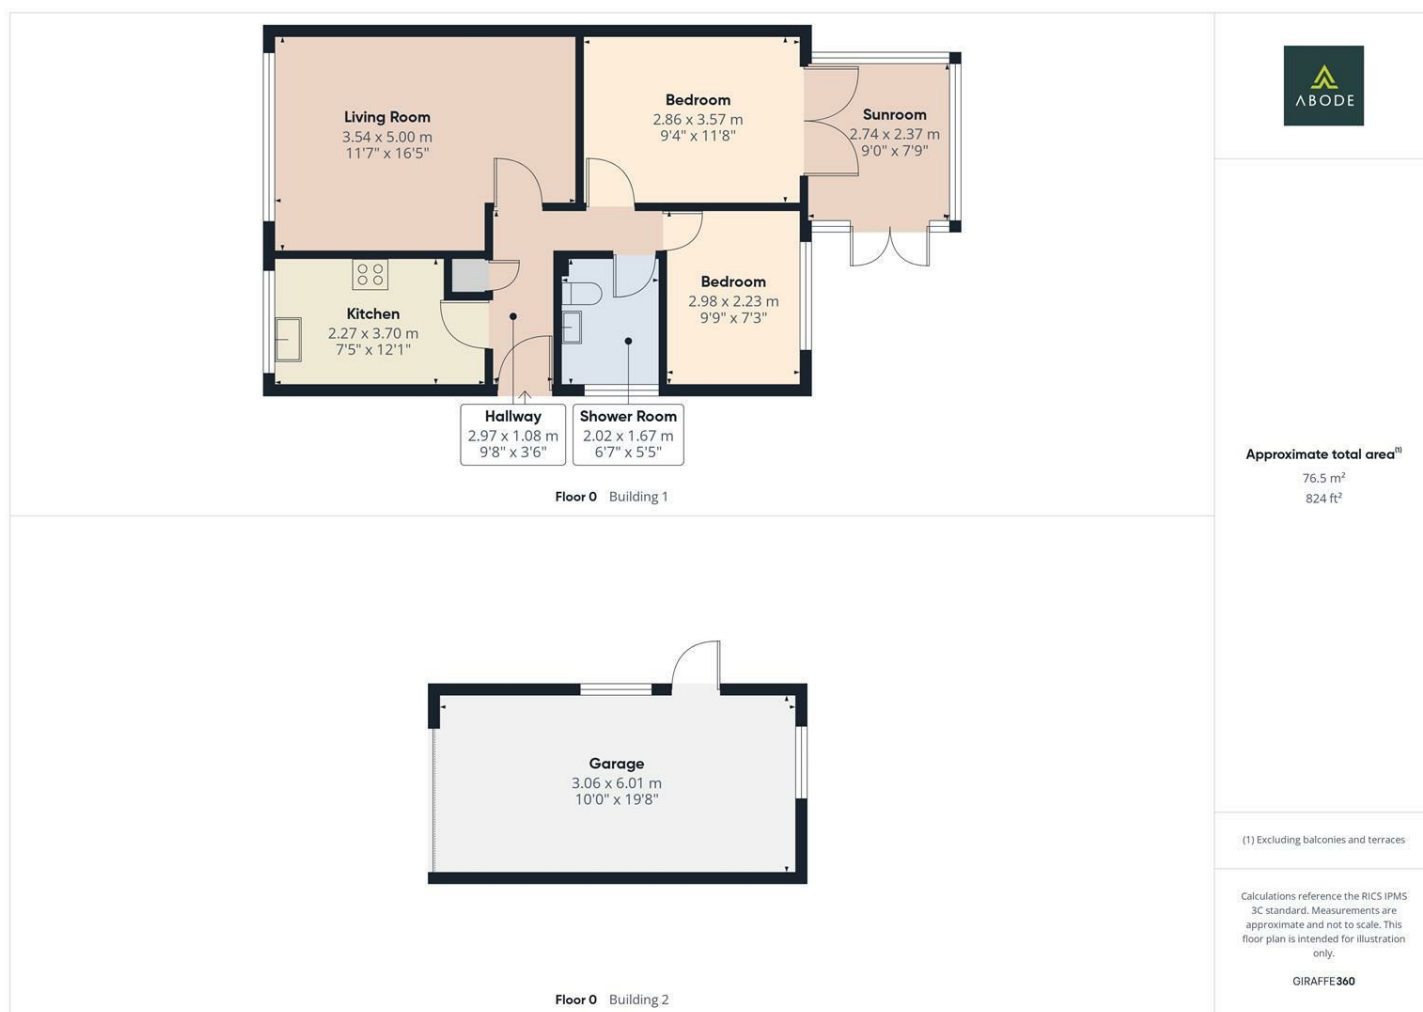 Living Room
3.54 x 5.00 m
11'7" x 16'5"
Bedroom
2.86 x 3.57 m
9'4" x 11'8"
Sunroom
2.74 x 2.37 m
9'0" x 7'9"
Kitchen
2.27 x 3.70 m
7'5" x 12'1"
Bedroom
2.98 x 2.23 m
9'9" x 7'3"
Hallway
2.97 x 1.08 m
9'8" x 3'6"
Shower Room
2.02 x 1.67 m
6'7" x 5'5"
Floor 0 Building 1
Garage
3.06 x 6.01 m
10'0" x 19'8"
Floor 0 Building 2
ABODE
Approximate total area(1)
76.5 m²
824 ft²
(1) Excluding balconies and terraces
Calculations reference the RICS IPMS
3C standard. Measurements are
approximate and not to scale. This
floor plan is intended for illustration
only.
GIRAFFE360